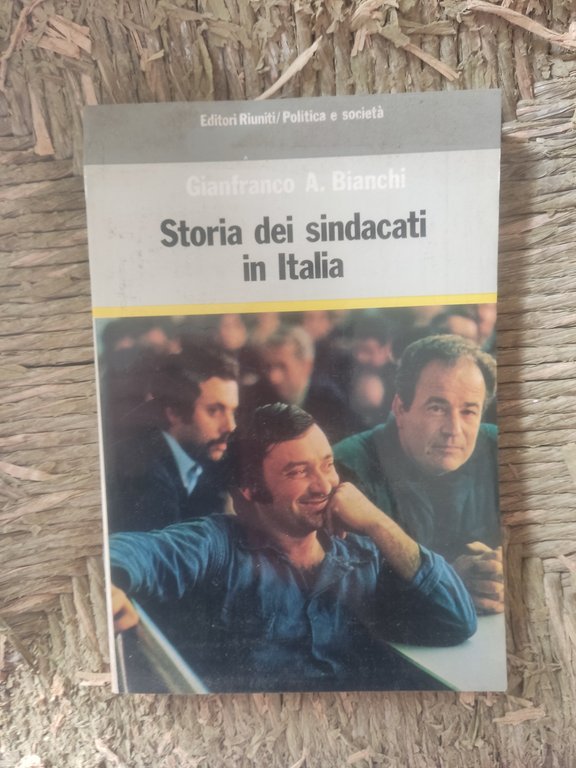 Editori Riuniti/Politica e società
Gianfranco A. Bianchi
Storia dei sindacati
in Italia